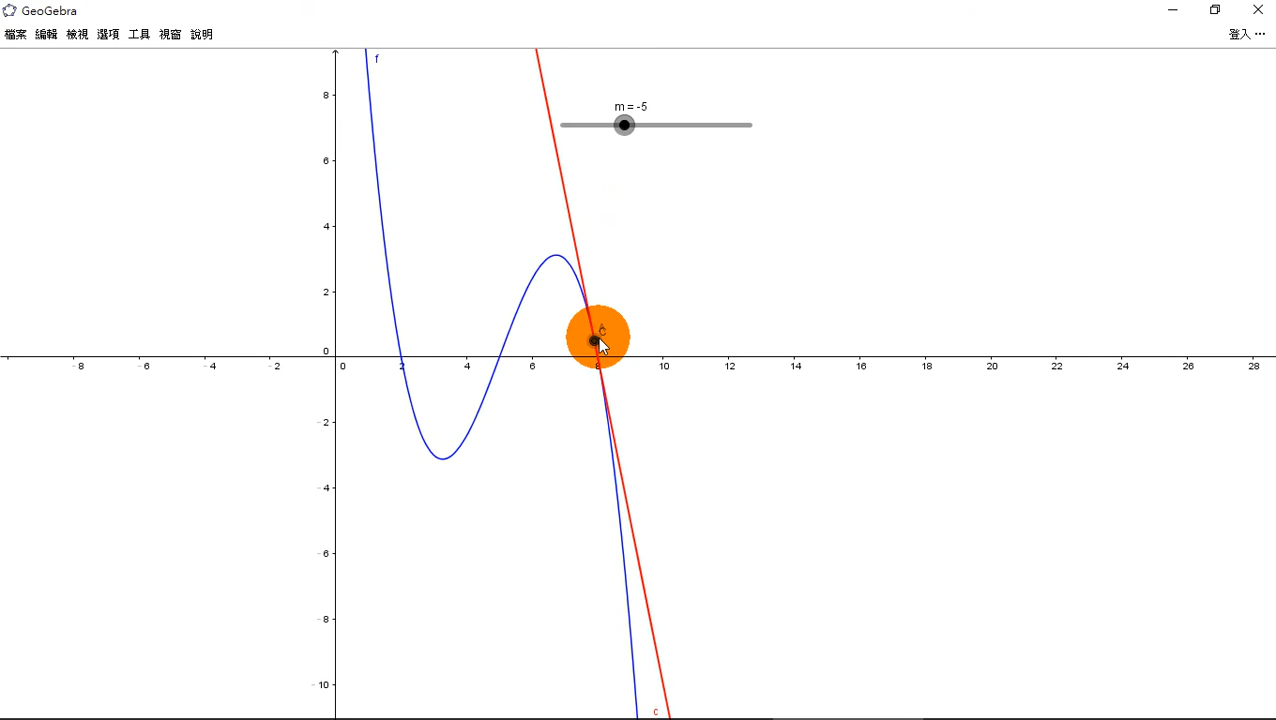 GeoGebra
檔案 編輯 檢視 選項 工具 視窗 說明
登入 ...
f
m = -5
8
6
4
2
0
-8 -6 -4 -2 0 2 4 6 8 10 12 14 16 18 20 22 24 26 28
-2
-4
-6
-8
-10
c